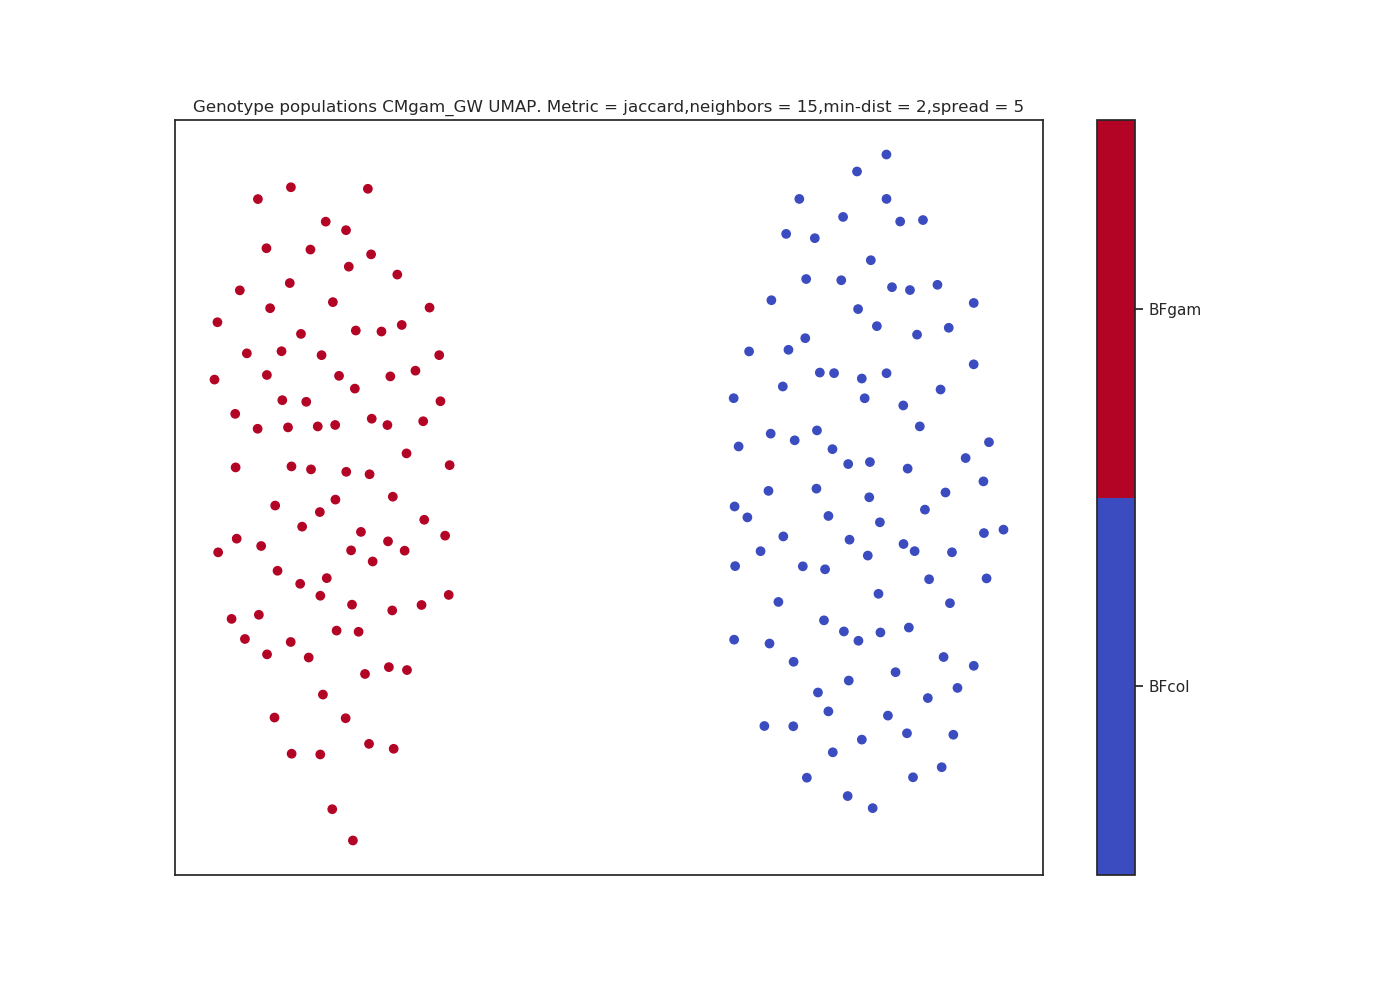 Genotype populations CMgam_GW UMAP. Metric = jaccard,neighbors = 15,min-dist = 2,spread = 5
BFgam
BFcol